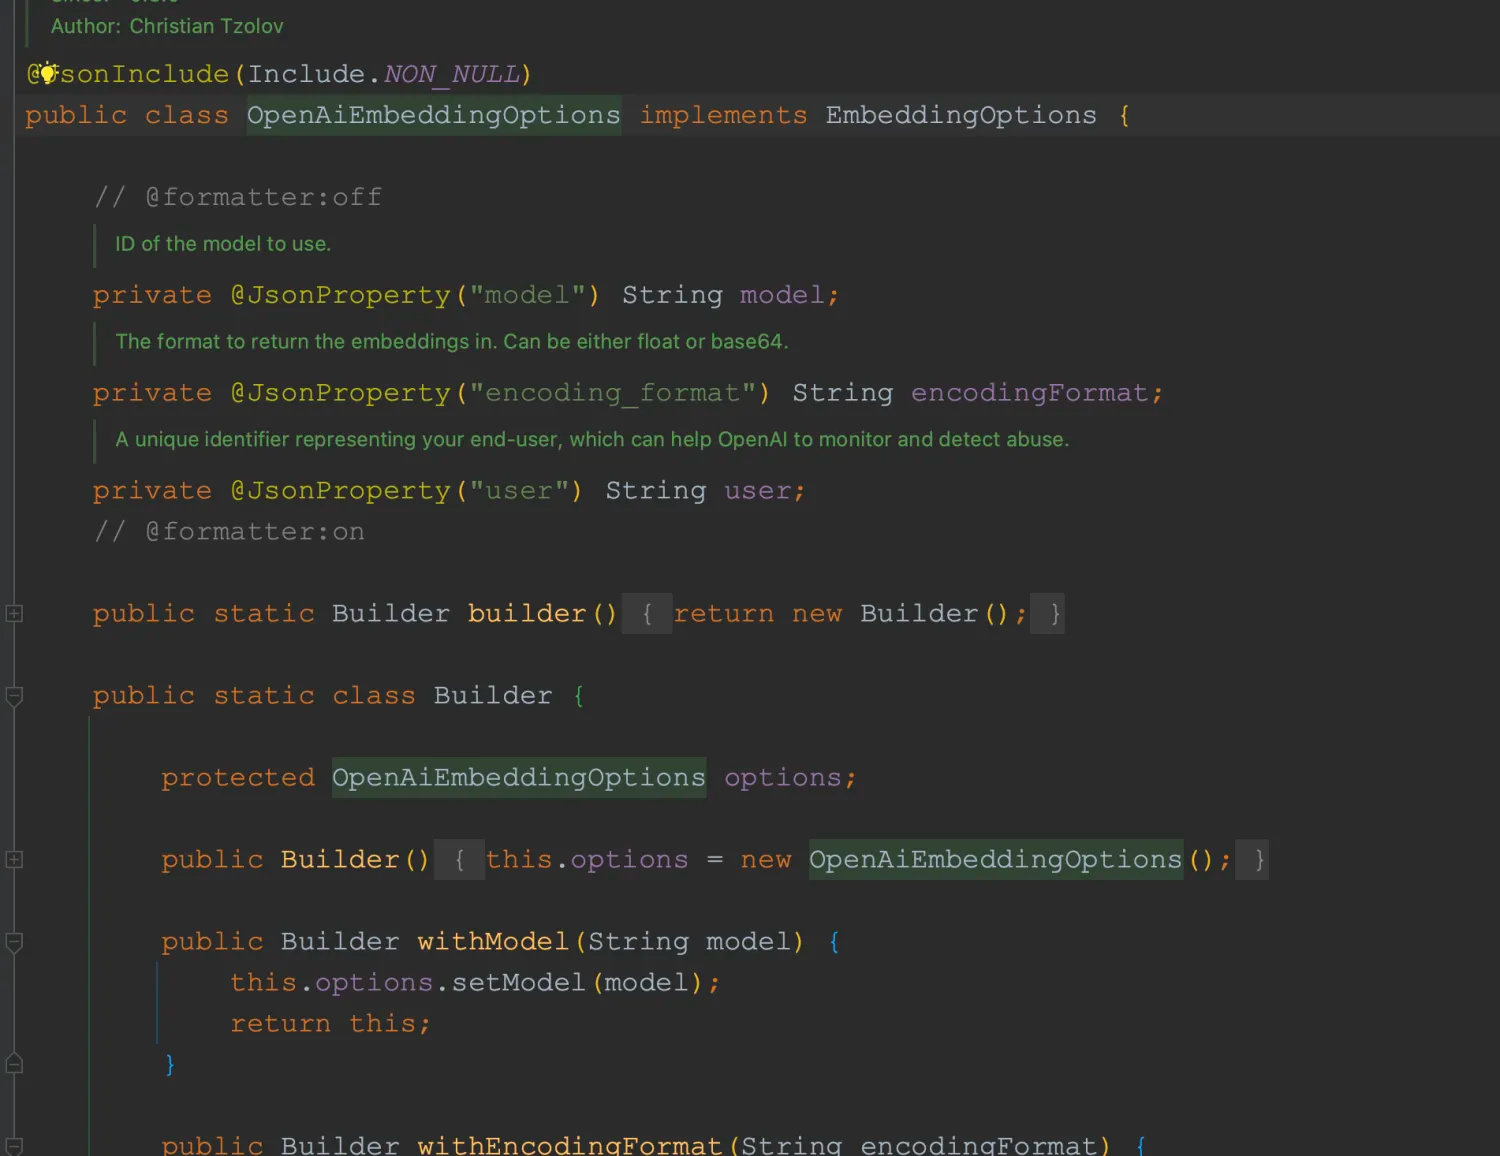 Author: Christian Tzolov
@JsonInclude(Include.NON_NULL)
public class OpenAiEmbeddingOptions implements EmbeddingOptions {
// @formatter:off
ID of the model to use.
private @JsonProperty("model") String model;
The format to return the embeddings in. Can be either float or base64.
private @JsonProperty("encoding_format") String encodingFormat;
A unique identifier representing your end-user, which can help OpenAI to monitor and detect abuse.
private @JsonProperty("user") String user;
// @formatter:on
public static Builder builder() { return new Builder(); }
public static class Builder {
protected OpenAiEmbeddingOptions options;
public Builder() { this.options = new OpenAiEmbeddingOptions(); }
public Builder withModel(String model) {
this.options.setModel(model);
return this;
}
public Builder withEncodingFormat(String encodingFormat) {